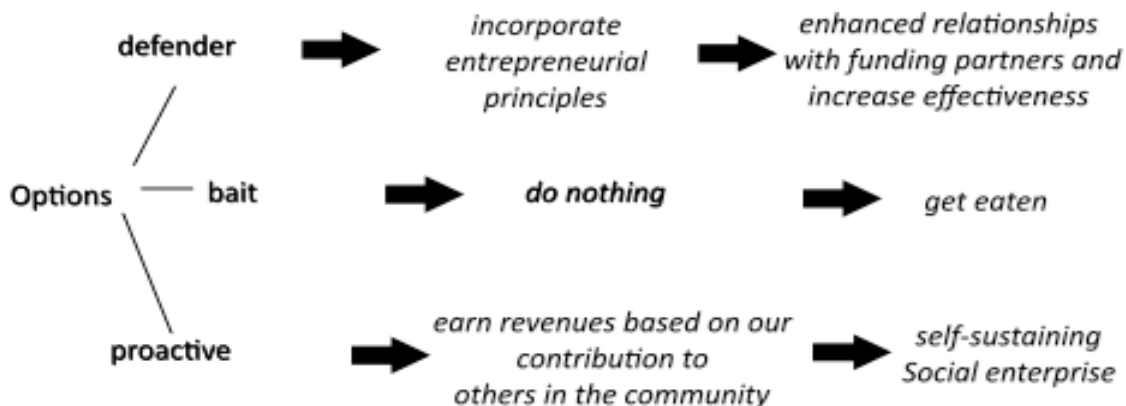 defender
incorporate
entrepreneurial
principles
enhanced relationships
with funding partners and
increase effectiveness
Options
bait
do nothing
get eaten
proactive
earn revenues based on our
contribution to
others in the community
self-sustaining
Social enterprise